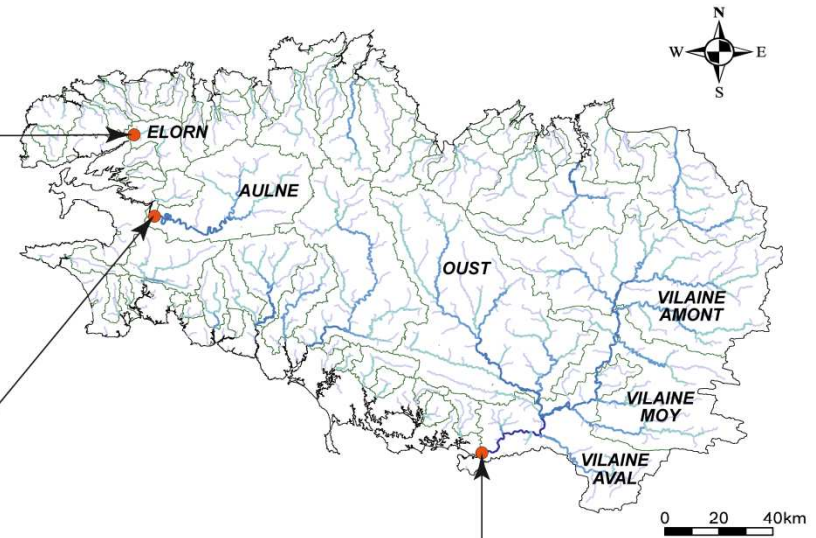 N
W E
S
ELORN
AULNE
OUST
VILAINE
AMONT
VILAINE
MOY
VILAINE
AVAL
0 20 40km